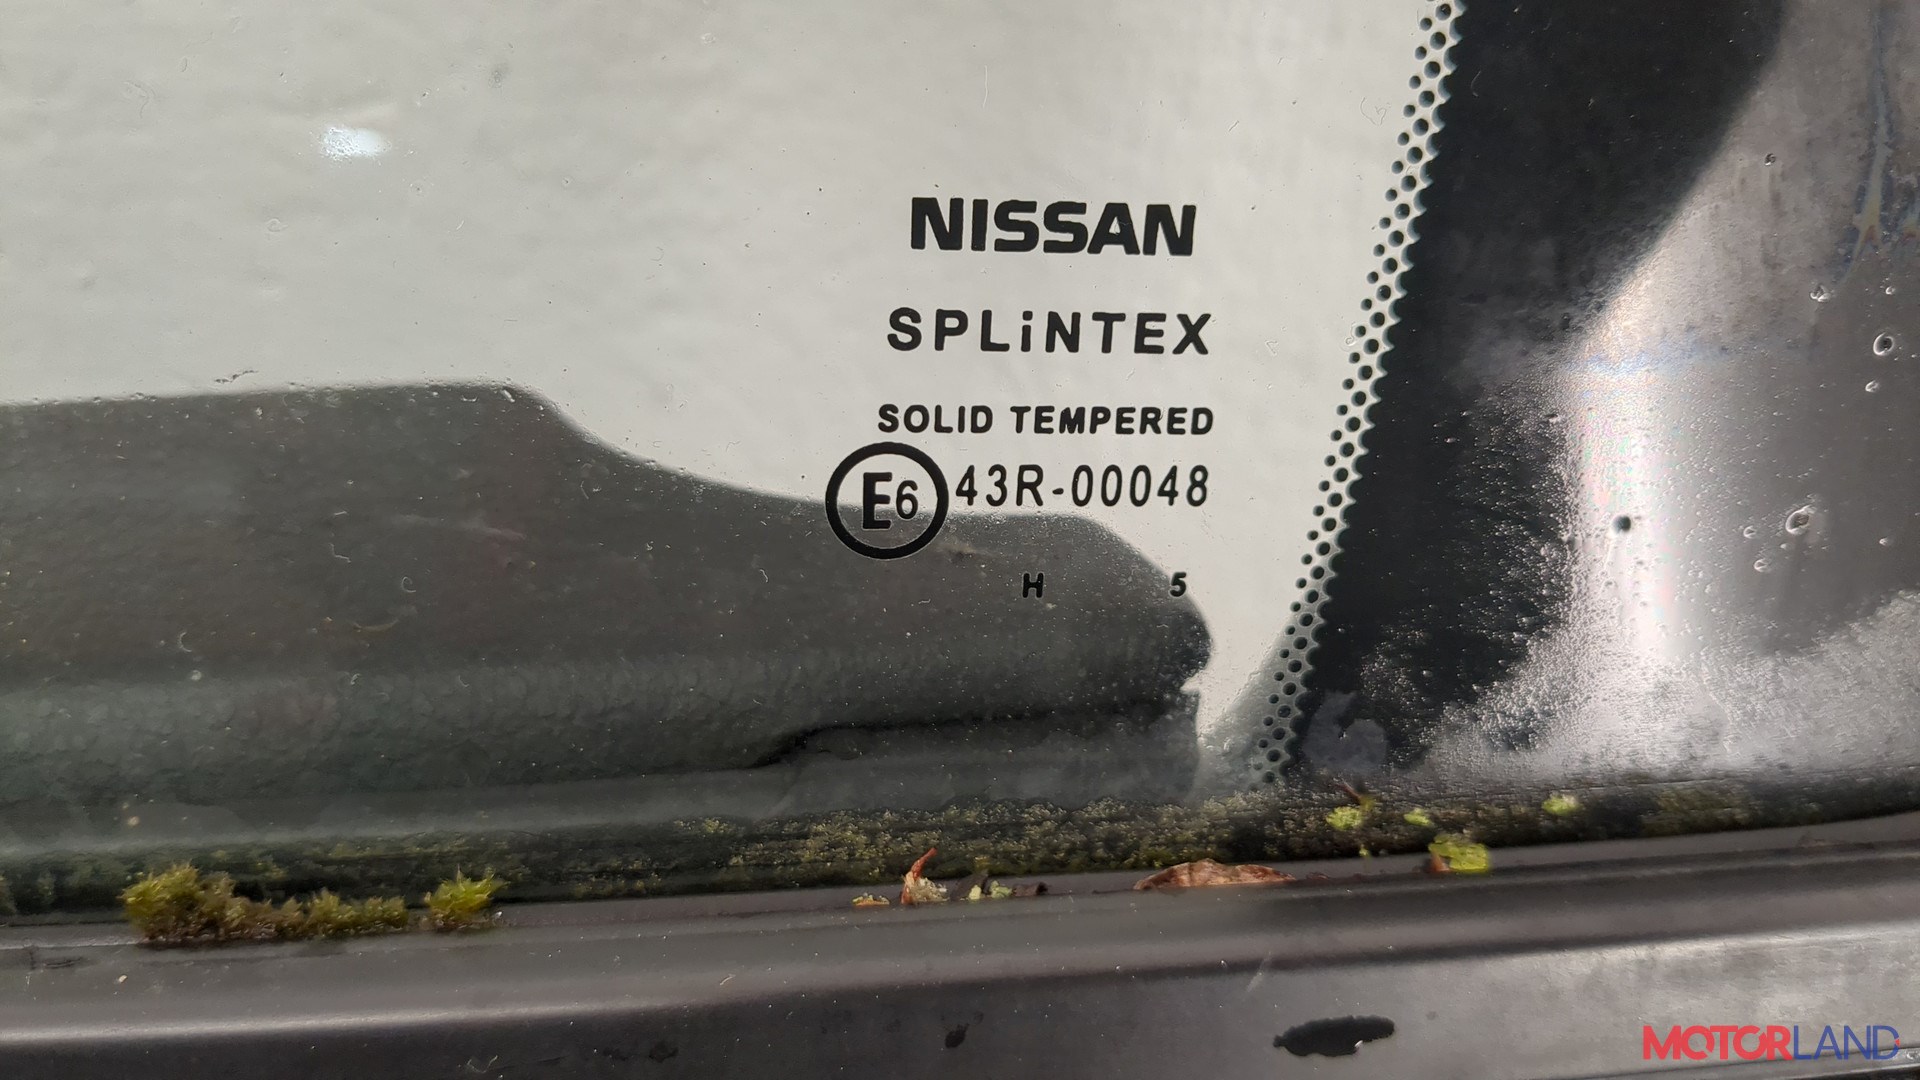 NISSAN
SPLiNTEX
SOLID TEMPERED
E6 43R-00048
H 5
MOTORLAND